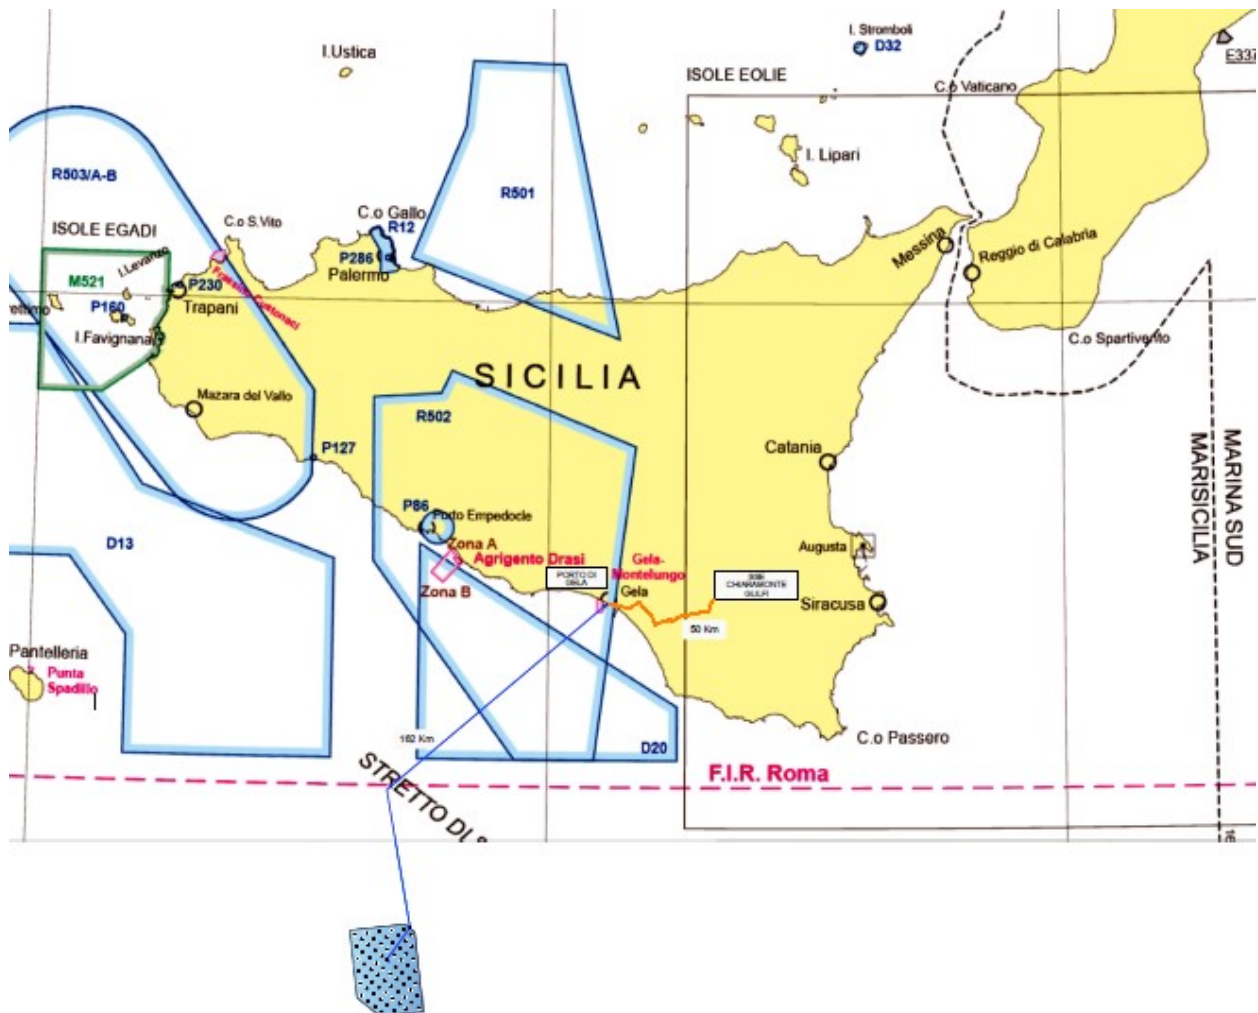 I. Stromboli
D32
I.Ustica
ISOLE EOLIE
E337
C.o Vaticano
I. Lipari
R503/A-B
R501
C.o S.Vito
C.o Gallo
R12
ISOLE EGADI
I.Levanzo
P286
Palermo
Messina
Reggio di Calabria
M521
P230
Trapani
P160
I.Favignana
C.o Spartivento
SICILIA
Mazara del Vallo
R502
P127
Catania
MARINA SUD
MARISICILIA
P86
Porto Empedocle
D13
Zona A
Agrigento Drasi
Zona B
Gela-
Montelungo
Gela
PORTO DI
GELA
CHIARAMONTE
GULFI
Augusta
Siracusa
50 Km
Pantelleria
Punta
Spadillo
162 Km
D20
C.o Passero
STRETTO DI S
F.I.R. Roma